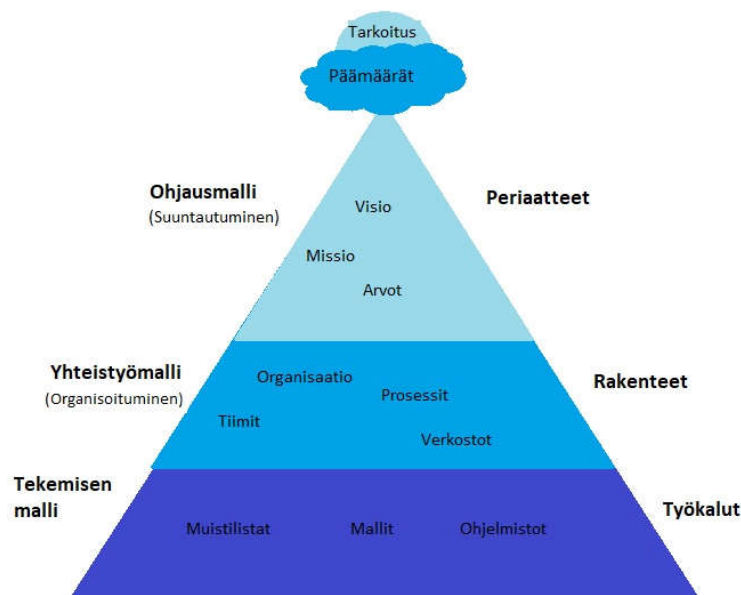 Tarkoitus
Päämäärät
Ohjausmalli
(Suuntautuminen)
Visio
Periaatteet
Missio
Arvot
Yhteistyömalli
(Organisoituminen)
Organisaatio
Prosessit
Rakenteet
Tiimit
Verkostot
Tekemisen
malli
Muistilistat
Mallit
Ohjelmistot
Työkalut